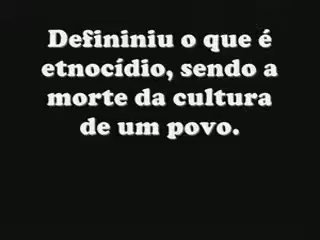 Defininiu o que é
etnocídio, sendo a
morte da cultura
de um povo.